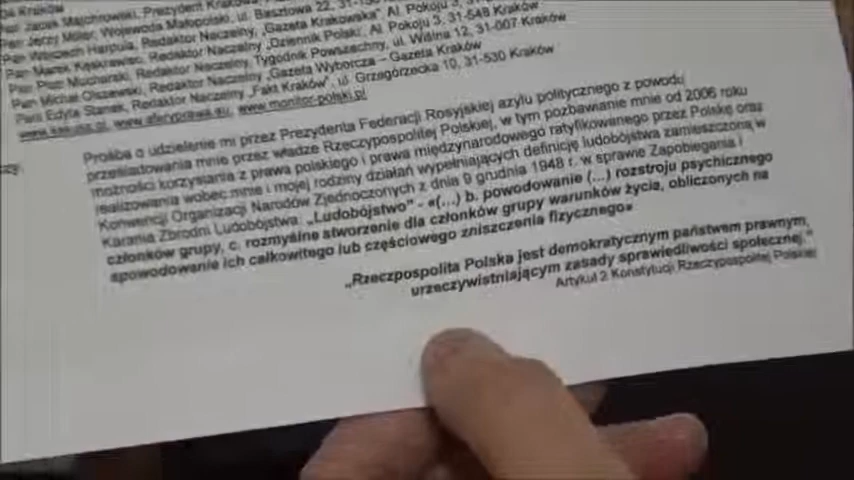 Kraków
Pan Jacek Majchrowski, Prezydent Krakowa
Pan Jerzy Miller, Wojewoda Małopolski, ul. Basztowa 22,
Pan Wojciech Harpula, Redaktor Naczelny „Gazeta Krakowska”, Al. Pokoju 3,
Pan Marek Kęskrawiec, Redaktor Naczelny „Dziennik Polski”, Al. Pokoju 3, 31-548 Kraków
Pan Piotr Mucharski, Redaktor Naczelny, Tygodnik Powszechny, ul. Wiślna 12, 31-007 Kraków
Pan Michał Olszewski, Redaktor Naczelny „Gazeta Wyborcza – Gazeta Kraków
Pani Edyta Stanek, Redaktor Naczelny „Fakt Kraków”, ul. Grzegórzecka 10, 31-530 Kraków
www.aferyprawa.eu, www.monitor-polski.pl
Prośba o udzielenie mi przez Prezydenta Federacji Rosyjskiej azylu politycznego z powodu
prześladowania mnie przez władze Rzeczypospolitej Polskiej, w tym pozbawianie mnie od 2006 roku
możności korzystania z prawa polskiego i prawa międzynarodowego ratyfikowanego przez Polskę oraz
realizowania wobec mnie i mojej rodziny działań wypełniających definicję ludobójstwa zamieszczoną w
Konwencji Organizacji Narodów Zjednoczonych z dnia 9 grudnia 1948 r. w sprawie Zapobiegania i
Karania Zbrodni Ludobójstwa: „Ludobójstwo” - «(...) b. powodowanie (...) rozstroju psychicznego
członków grupy, c. rozmyślne stworzenie dla członków grupy warunków życia, obliczonych na
spowodowanie ich całkowitego lub częściowego zniszczenia fizycznego»
„Rzeczpospolita Polska jest demokratycznym państwem prawnym,
urzeczywistniającym zasady sprawiedliwości społecznej.”
Artykuł 2 Konstytucji Rzeczypospolitej Polskiej